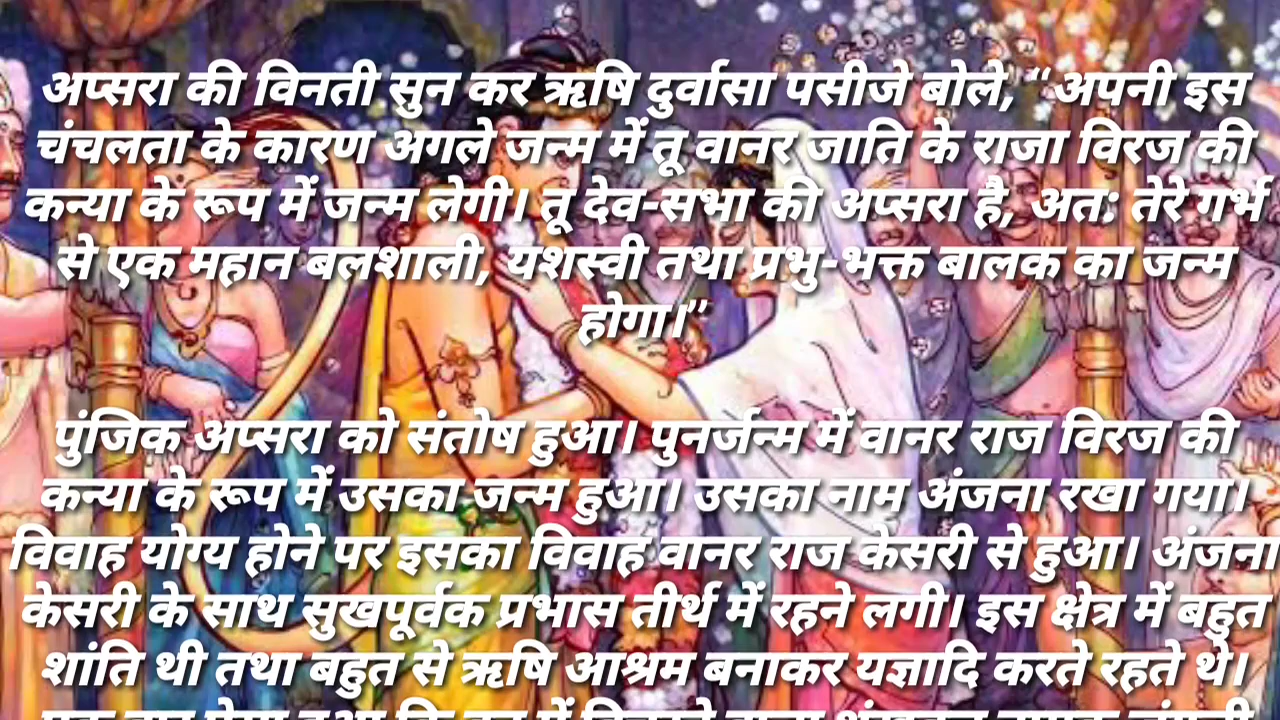 अप्सरा की विनती सुन कर ऋषि दुर्वासा पसीजे बोले, “अपनी इस
चंचलता के कारण अगले जन्म में तू वानर जाति के राजा विरज की
कन्या के रूप में जन्म लेगी। तू देव-सभा की अप्सरा है, अत: तेरे गर्भ
से एक महान बलशाली, यशस्वी तथा प्रभु-भक्त बालक का जन्म
होगा।”
पुंजिक अप्सरा को संतोष हुआ। पुनर्जन्म में वानर राज विरज की
कन्या के रूप में उसका जन्म हुआ। उसका नाम अंजना रखा गया।
विवाह योग्य होने पर इसका विवाह वानर राज केसरी से हुआ। अंजना
केसरी के साथ सुखपूर्वक प्रभास तीर्थ में रहने लगी। इस क्षेत्र में बहुत
शांति थी तथा बहुत से ऋषि आश्रम बनाकर यज्ञादि करते रहते थे।